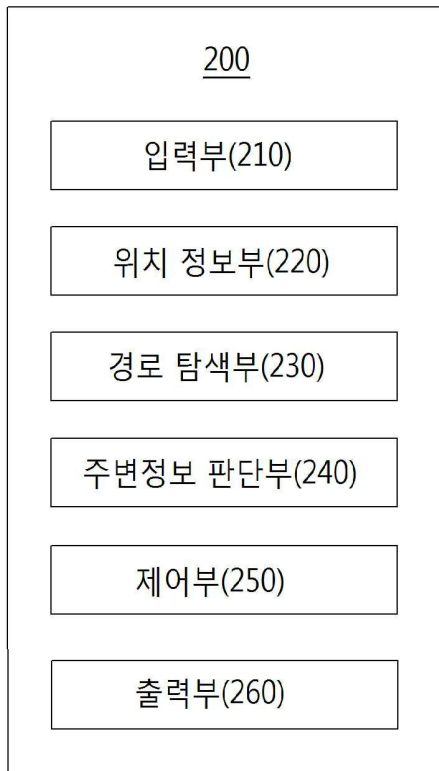 200
입력부(210)
위치 정보부(220)
경로 탐색부(230)
주변정보 판단부(240)
제어부(250)
출력부(260)